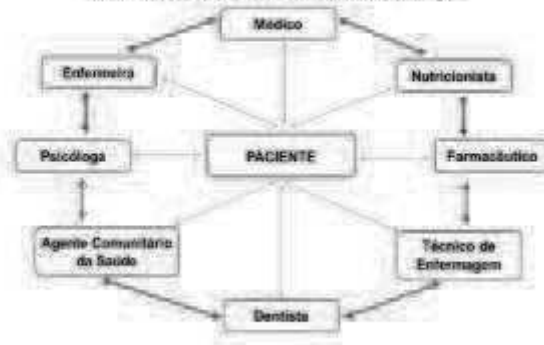 Médico
Enfermeira
Nutricionista
Psicóloga
PACIENTE
Farmacêutico
Agente Comunitário
da Saúde
Técnico de
Enfermagem
Dentista